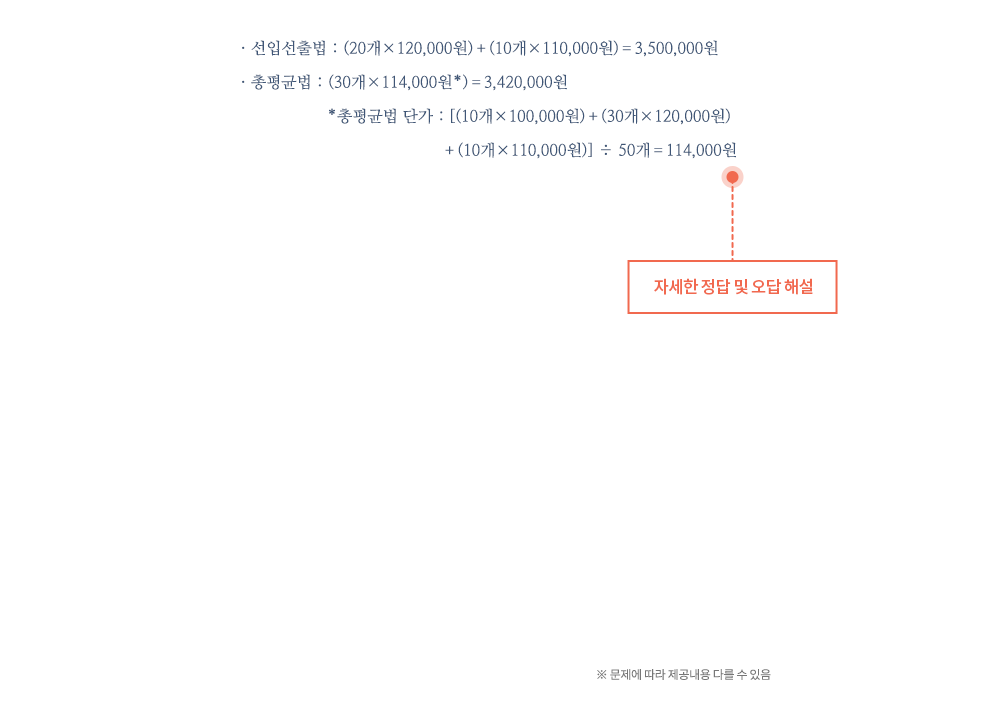 · 선입선출법 : (20개×120,000원) + (10개×110,000원) = 3,500,000원
· 총평균법 : (30개×114,000원*) = 3,420,000원
*총평균법 단가 : [(10개×100,000원) + (30개×120,000원)
+ (10개×110,000원)] ÷ 50개 = 114,000원
자세한 정답 및 오답 해설
※ 문제에 따라 제공내용 다를 수 있음